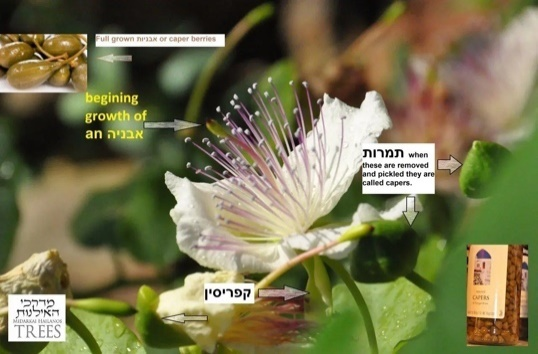 Full grown אבניות or caper berries
begining
growth of
an אבניה
תמרות when
these are removed
and pickled they are
called capers.
קפריסין
מדרכי
האילנות
MEDARKAI HAILANOT
TREES
CAPERS